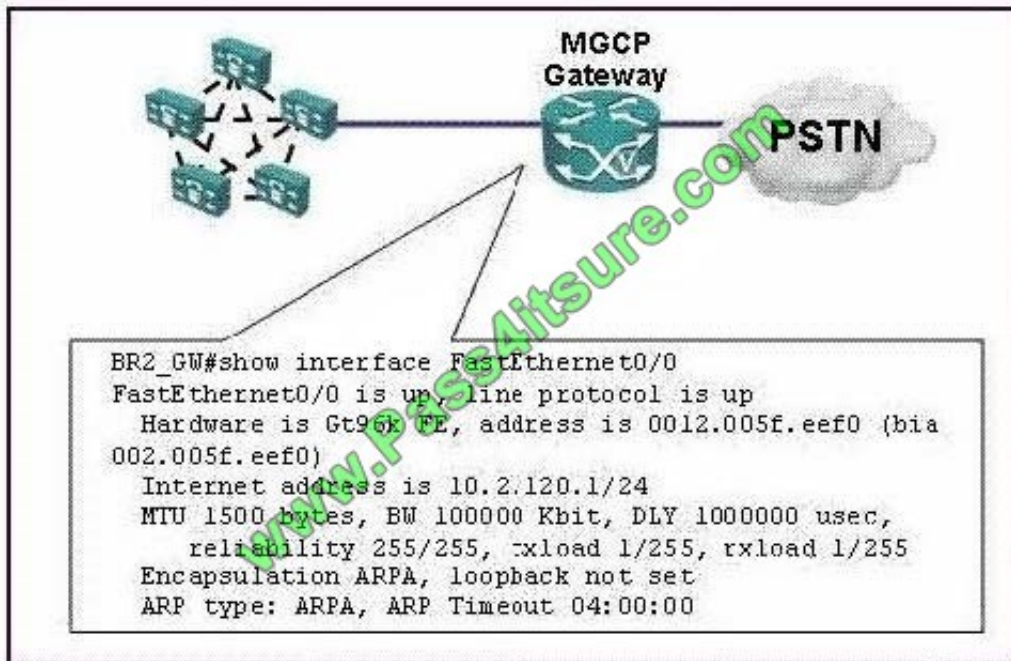 MGCP
Gateway
PSTN
V
www.Pass4itsure.com
BR2_GW#show interface FastEthernet0/0
FastEthernet0/0 is up, line protocol is up
Hardware is Gt96k FE, address is 0012.005f.eef0 (bia
002.005f.eef0)
Internet address is 10.2.120.1/24
MTU 1500 bytes, BW 100000 Kbit, DLY 1000000 usec,
reliability 255/255, txload 1/255, rxload 1/255
Encapsulation ARPA, loopback not set
ARP type: ARPA, ARP Timeout 04:00:00